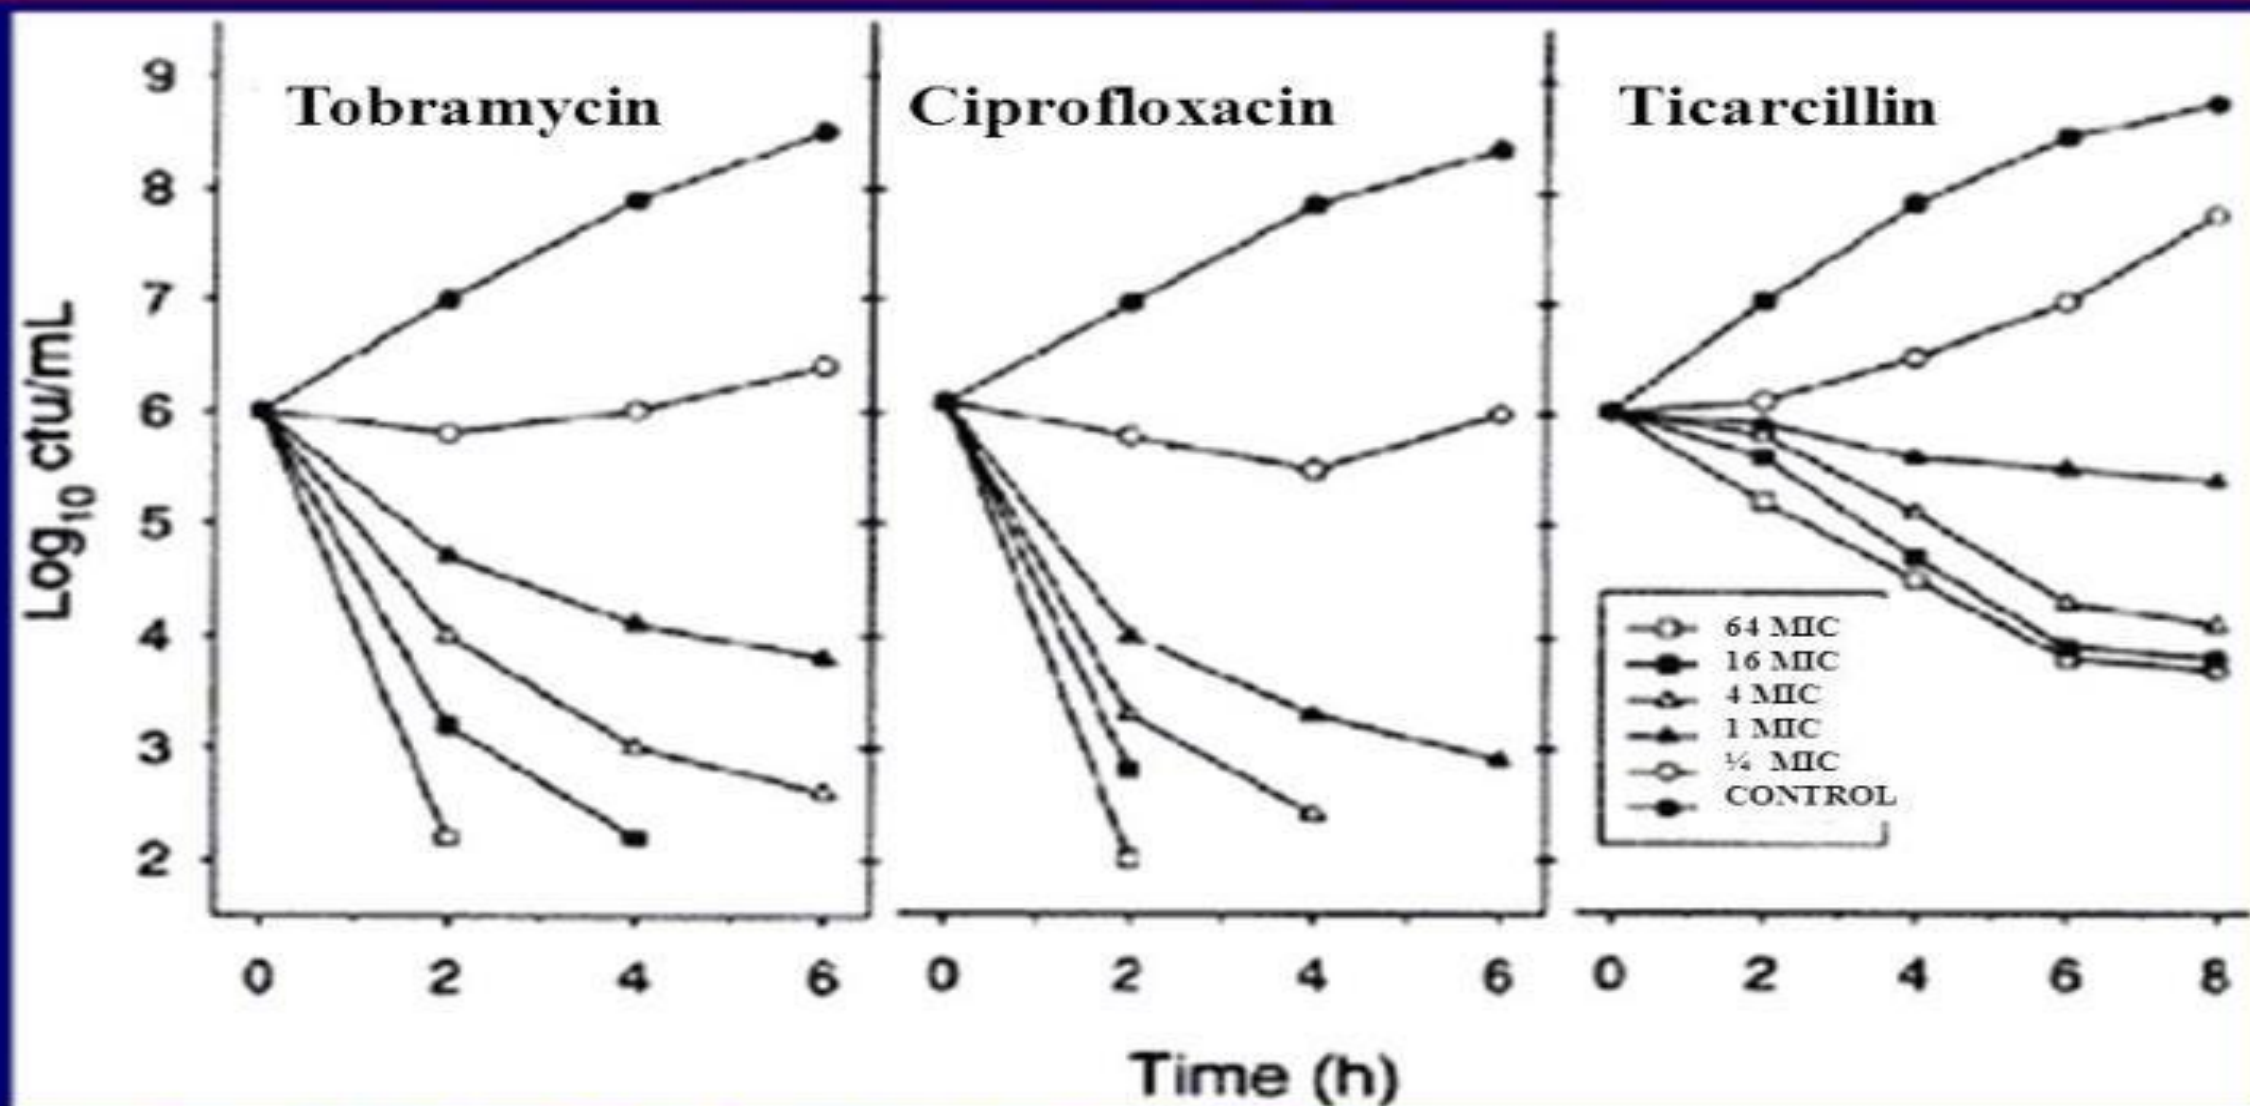 Tobramycin
Ciprofloxacin
Ticarcillin
Log10 cfu/mL
9
8
7
6
5
4
3
2
64 MIC
16 MIC
4 MIC
1 MIC
¼ MIC
CONTROL
0 2 4 6
0 2 4 6
0 2 4 6 8
Time (h)